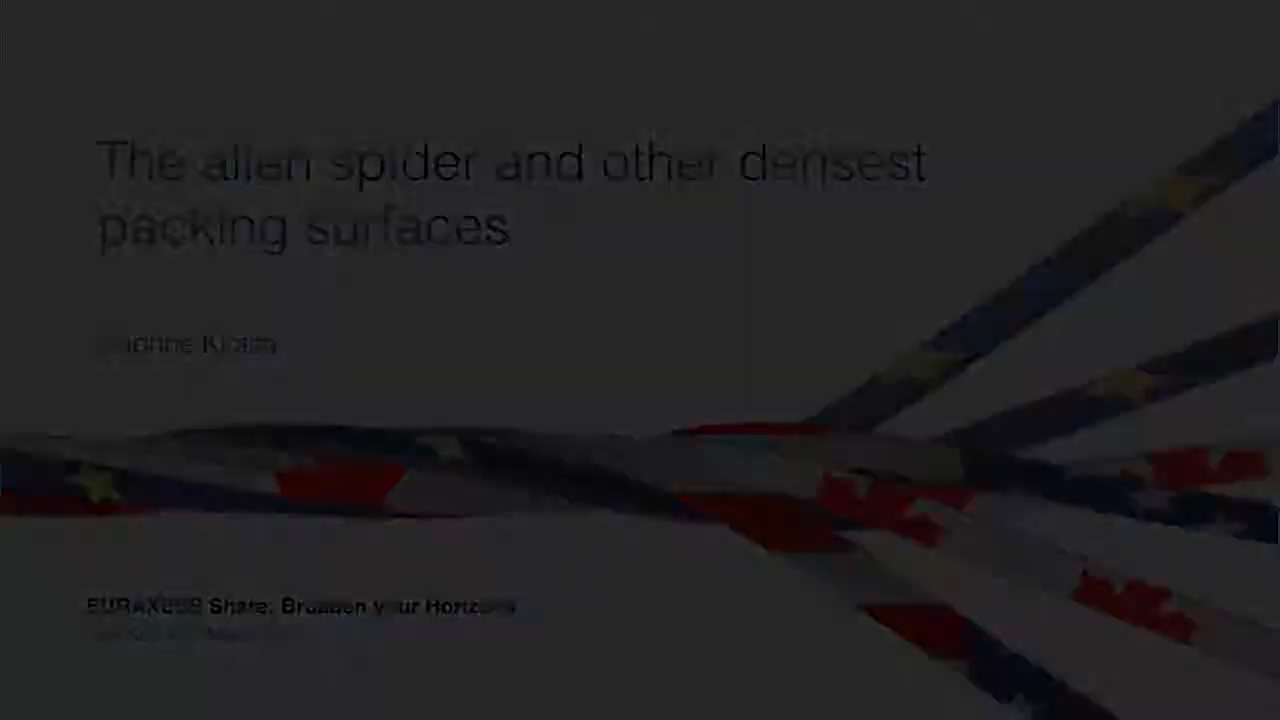 The alien spider and other densest
packing surfaces
EURAXESS Share: Broaden your Horizons